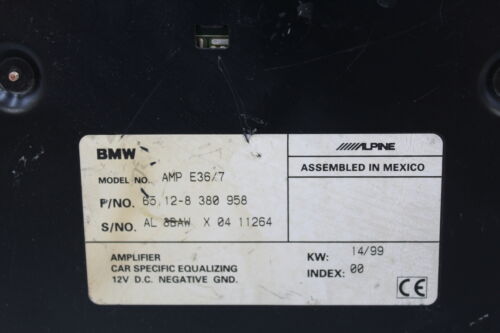 BMW
MODEL NO. AMP E36/7
P/NO. 63.12-8 380 958
S/NO. AL 8BAW X 04 11264
AMPLIFIER
CAR SPECIFIC EQUALIZING
12V D.C. NEGATIVE GND.
ALPINE
ASSEMBLED IN MEXICO
KW: 14/99
INDEX: 00
CE